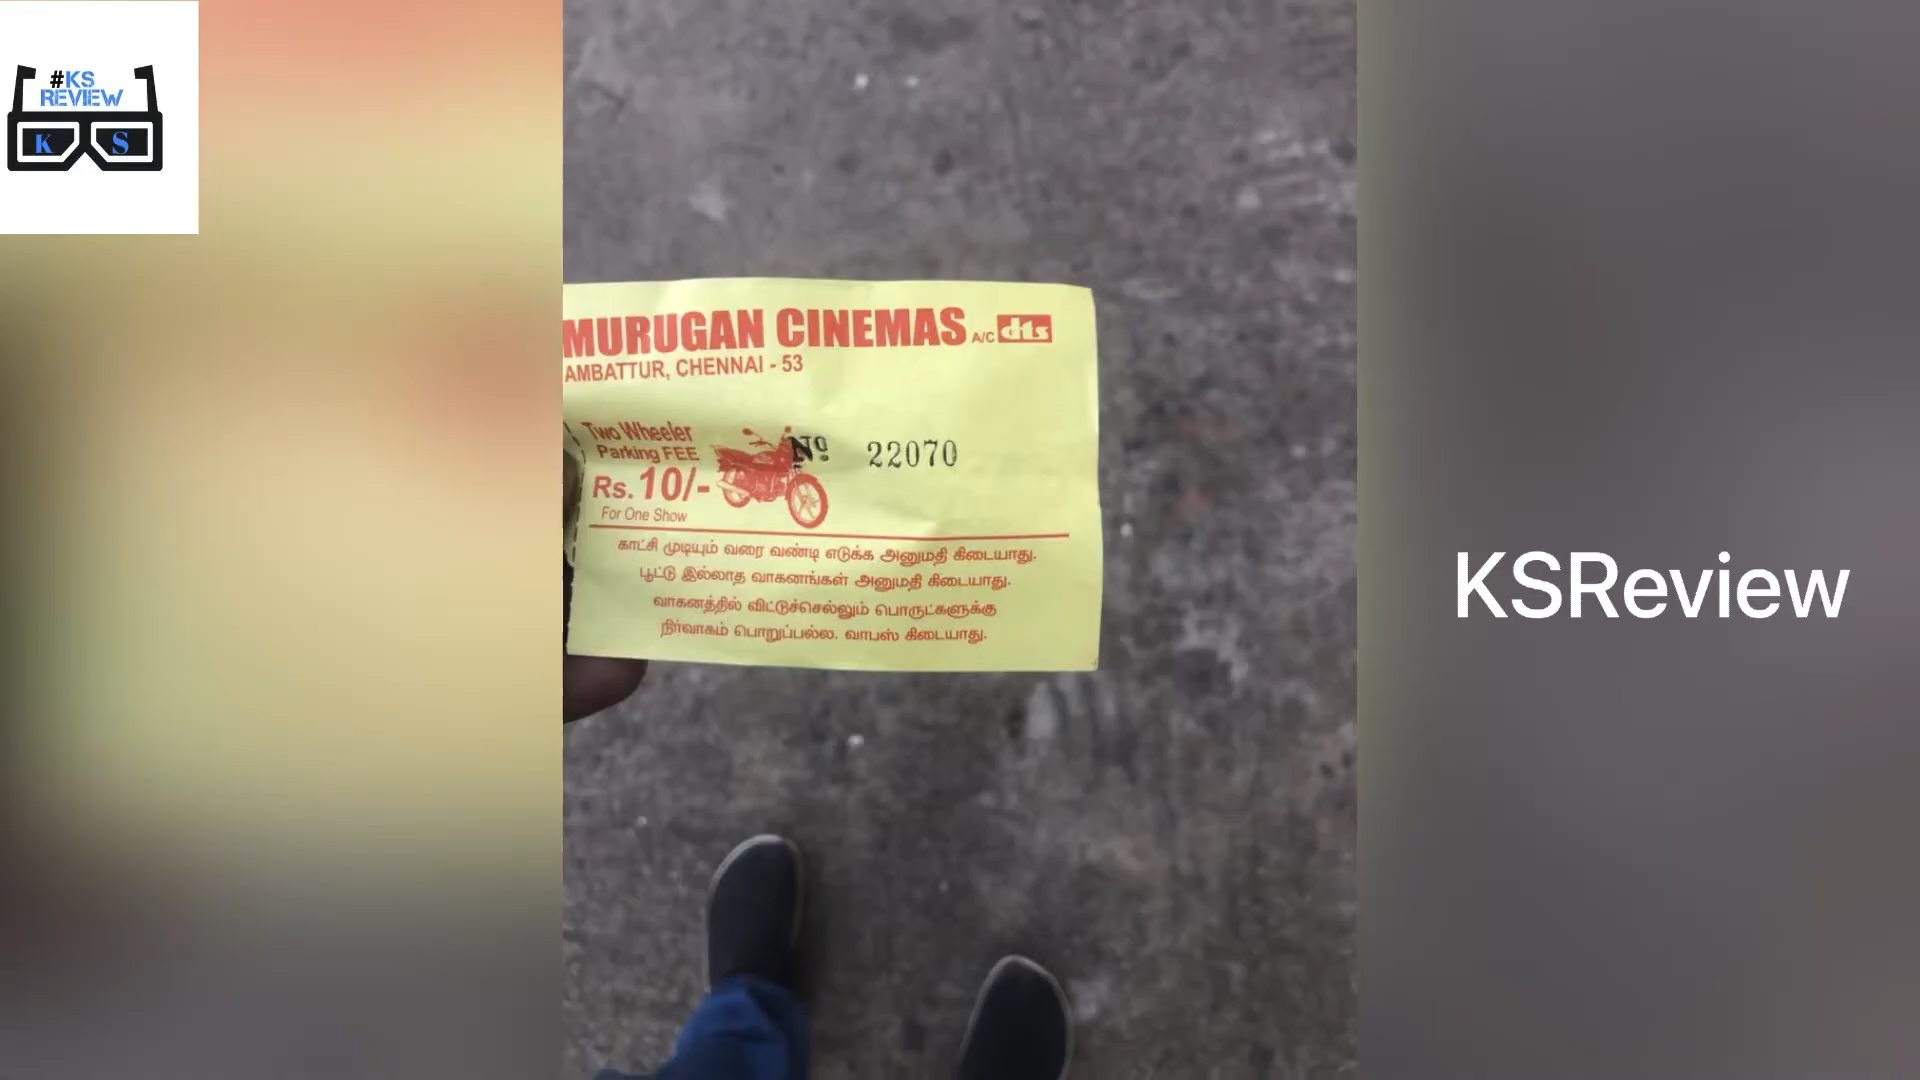 #KS
REVIEW
K S
MURUGAN CINEMAS A/C dts
AMBATTUR, CHENNAI - 53
Two Wheeler
Parking FEE
Rs. 10/-
For One Show
Nº 22070
காட்சி முடியும் வரை வண்டி எடுக்க அனுமதி கிடையாது.
பூட்டு இல்லாத வாகனங்கள் அனுமதி கிடையாது.
வாகனத்தில் விட்டுச்செல்லும் பொருட்களுக்கு
நிர்வாகம் பொறுப்பல்ல. வாபஸ் கிடையாது.
KSReview